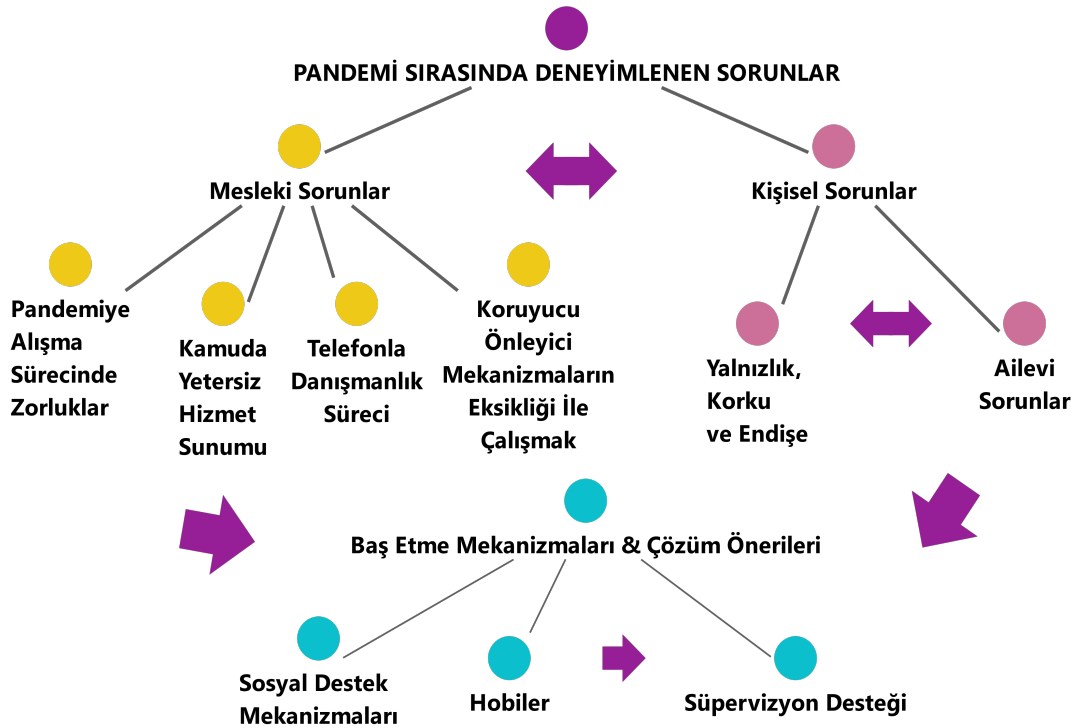 PANDEMİ SIRASINDA DENEYİMLENEN SORUNLAR
Mesleki Sorunlar
Kişisel Sorunlar
Pandemiye
Alışma
Sürecinde
Zorluklar
Kamuda
Yetersiz
Hizmet
Sunumu
Telefonla
Danışmanlık
Süreci
Koruyucu
Önleyici
Mekanizmaların
Eksikliği İle
Çalışmak
Yalnızlık,
Korku
ve Endişe
Ailevi
Sorunlar
Baş Etme Mekanizmaları & Çözüm Önerileri
Sosyal Destek
Mekanizmaları
Hobiler
Süpervizyon Desteği